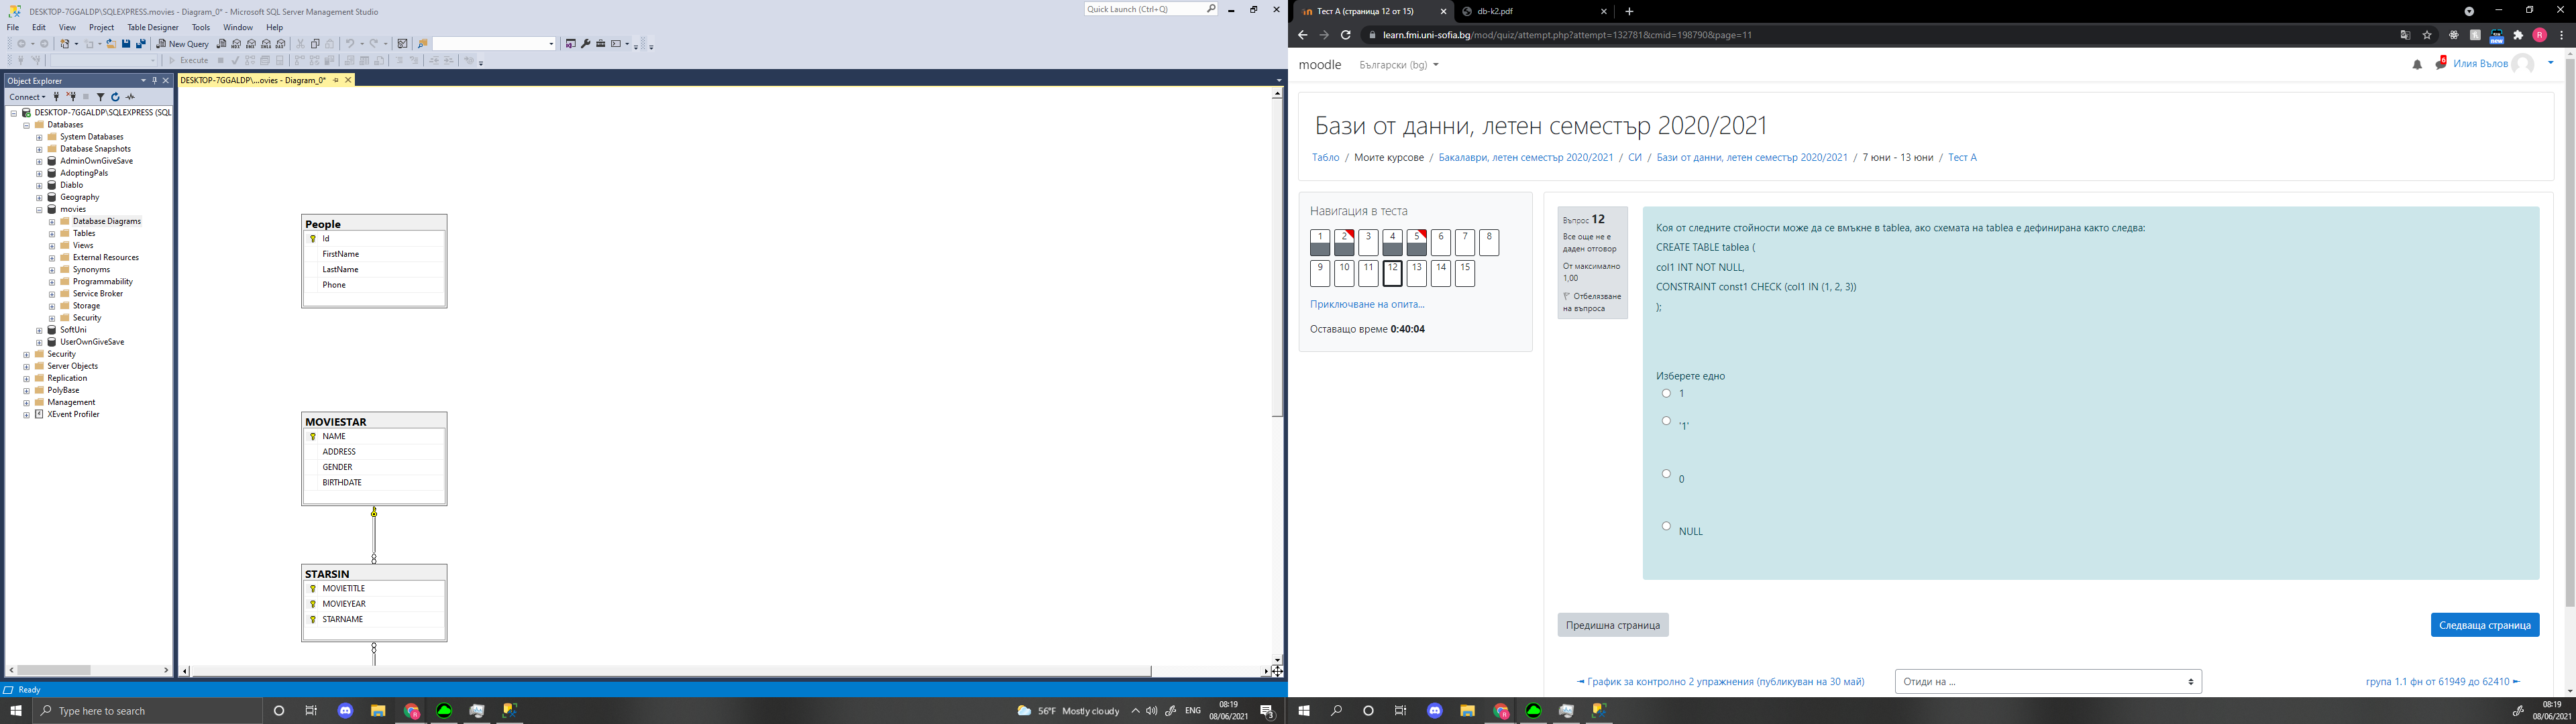 DESKTOP-7GGALDP\SQLEXPRESS.movies - Diagram_0* - Microsoft SQL Server Management Studio
Quick Launch (Ctrl+Q)
File Edit View Project Table Designer Tools Window Help
New Query
Execute
Object Explorer
DESKTOP-7GGALDP\...ovies - Diagram_0*
Connect
DESKTOP-7GGALDP\SQLEXPRESS (SQL
Databases
System Databases
Database Snapshots
AdminOwnGiveSave
AdoptingPals
Diablo
Geography
movies
Database Diagrams
Tables
Views
External Resources
Synonyms
Programmability
Service Broker
Storage
Security
SoftUni
UserOwnGiveSave
Security
Server Objects
Replication
PolyBase
Management
XEvent Profiler
People
Id
FirstName
LastName
Phone
MOVIESTAR
NAME
ADDRESS
GENDER
BIRTHDATE
STARSIN
MOVIETITLE
MOVIEYEAR
STARNAME
Ready
Type here to search
56°F Mostly cloudy
ENG
08:19
08/06/2021
3
Тест А (страница 12 от 15)
db-k2.pdf
learn.fmi.uni-sofia.bg/mod/quiz/attempt.php?attempt=132781&cmid=198790&page=11
new
R
moodle
Български (bg)
6
Илия Вълов
Бази от данни, летен семестър 2020/2021
Табло / Моите курсове / Бакалаври, летен семестър 2020/2021 / СИ / Бази от данни, летен семестър 2020/2021 / 7 юни - 13 юни / Тест А
Навигация в теста
1 2 3 4 5 6 7 8
9 10 11 12 13 14 15
Приключване на опита...
Оставащо време 0:40:04
Въпрос 12
Все още не е
даден отговор
От максимално
1,00
Отбелязване
на въпроса
Коя от следните стойности може да се вмъкне в tablea, ако схемата на tablea е дефинирана както следва:
CREATE TABLE tablea (
col1 INT NOT NULL,
CONSTRAINT const1 CHECK (col1 IN (1, 2, 3))
);
Изберете едно
1
'1'
0
NULL
Предишна страница
Следваща страница
◄ График за контролно 2 упражнения (публикуван на 30 май)
Отиди на ...
група 1.1 фн от 61949 до 62410 ►
08:19
08/06/2021